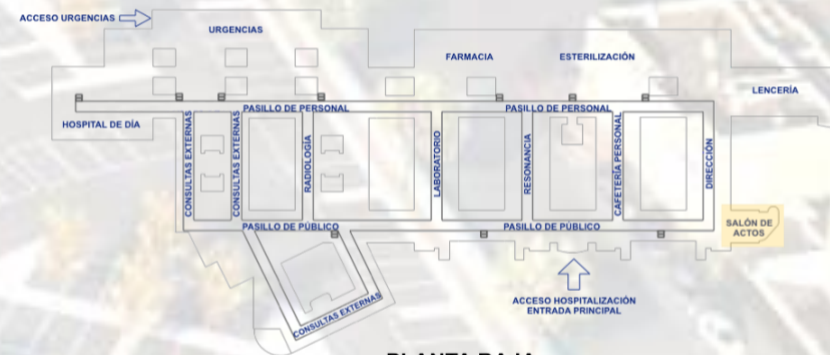 ACCESO URGENCIAS
URGENCIAS
FARMACIA
ESTERILIZACIÓN
LENCERÍA
PASILLO DE PERSONAL
PASILLO DE PERSONAL
HOSPITAL DE DÍA
CONSULTAS EXTERNAS
CONSULTAS EXTERNAS
RADIOLOGÍA
LABORATORIO
RESONANCIA
CAFETERÍA PERSONAL
DIRECCIÓN
PASILLO DE PÚBLICO
PASILLO DE PÚBLICO
SALÓN DE
ACTOS
CONSULTAS EXTERNAS
ACCESO HOSPITALIZACIÓN
ENTRADA PRINCIPAL